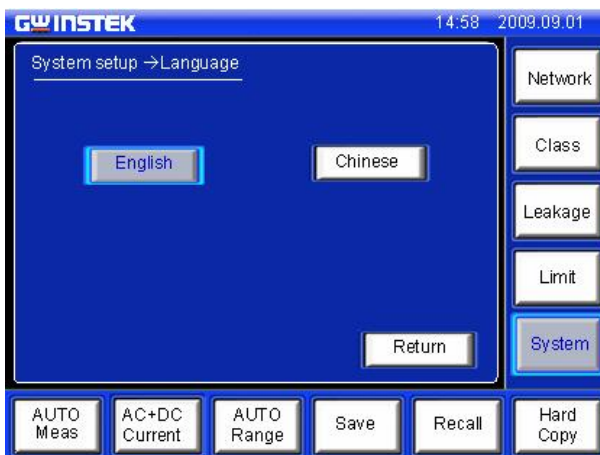 GWINSTEK 14:58 2009.09.01
System setup →Language
Network
English
Chinese
Class
Leakage
Limit
Return
System
AUTO Meas
AC+DC Current
AUTO Range
Save
Recall
Hard Copy